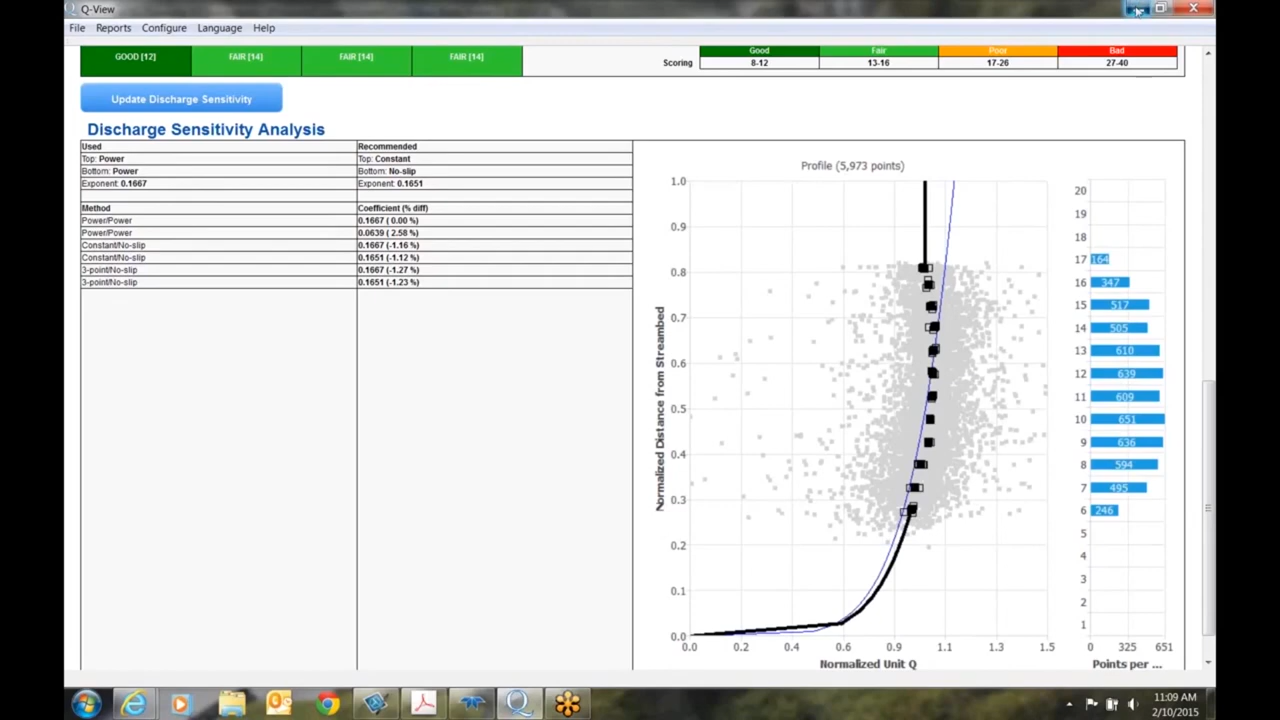 Q-View
File Reports Configure Language Help
GOOD [12] FAIR [14] FAIR [14] FAIR [14]
Good Fair Poor Bad
Scoring 8-12 13-16 17-26 27-40
Update Discharge Sensitivity
Discharge Sensitivity Analysis
Used Recommended
Top: Power Top: Constant
Bottom: Power Bottom: No-slip
Exponent: 0.1667 Exponent: 0.1651
Method Coefficient (% diff)
Power/Power 0.1667 ( 0.00 %)
Power/Power 0.0639 ( 2.58 %)
Constant/No-slip 0.1667 (-1.16 %)
Constant/No-slip 0.1651 (-1.12 %)
3-point/No-slip 0.1667 (-1.27 %)
3-point/No-slip 0.1651 (-1.23 %)
Profile (5,973 points)
Normalized Distance from Streambed
1.0
0.9
0.8
0.7
0.6
0.5
0.4
0.3
0.2
0.1
0.0
0.0 0.2 0.4 0.6 0.9 1.1 1.3 1.5
Normalized Unit Q
20
19
18
17 164
16 347
15 517
14 505
13 610
12 639
11 609
10 651
9 636
8 594
7 495
6 246
5
4
3
2
1
0 325 651
Points per ...
11:09 AM
2/10/2015